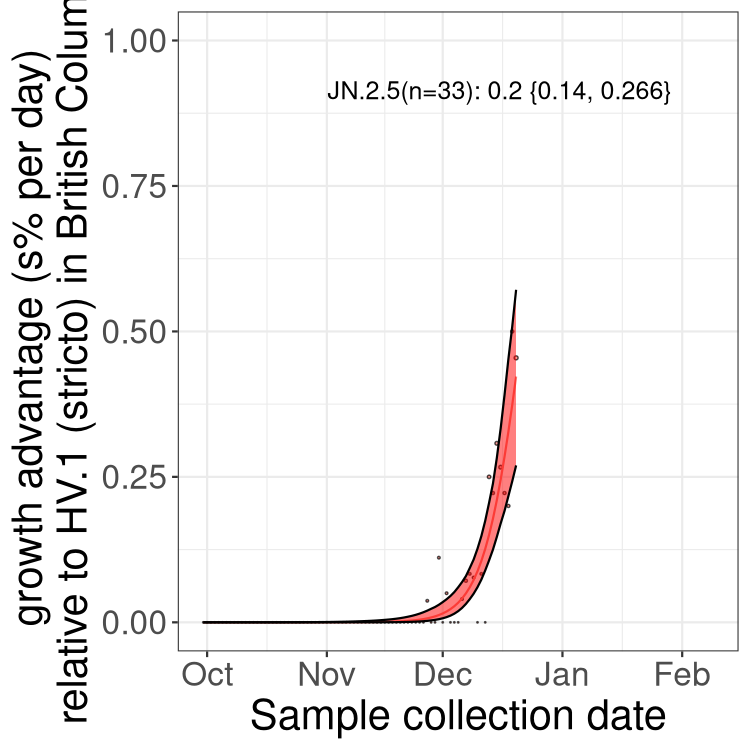 growth advantage (s% per day)
relative to HV.1 (stricto) in British Colum
1.00
0.75
0.50
0.25
0.00
JN.2.5(n=33): 0.2 {0.14, 0.266}
Oct Nov Dec Jan Feb
Sample collection date